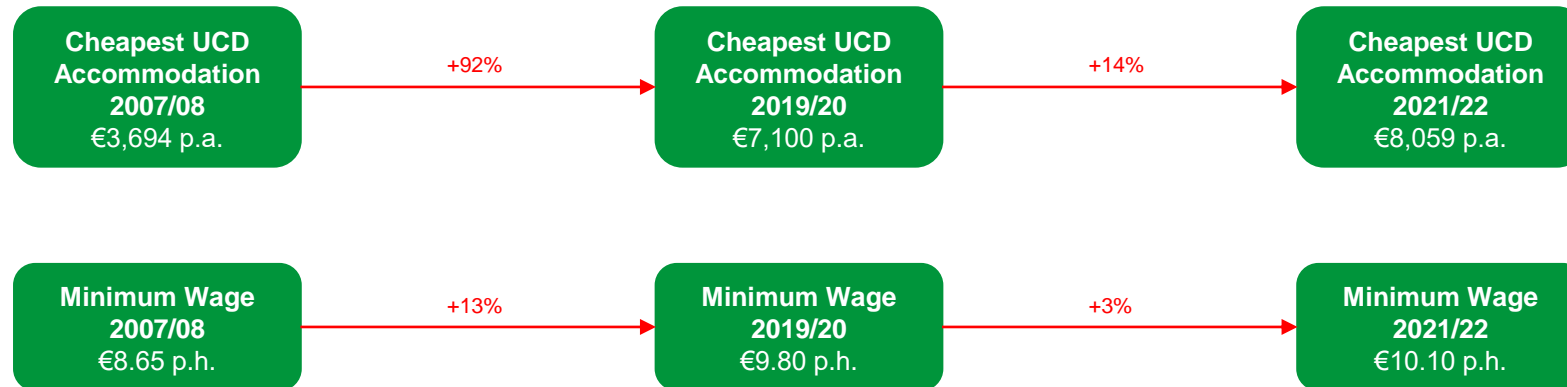 Cheapest UCD
Accommodation
2007/08
€3,694 p.a.
+92%
Cheapest UCD
Accommodation
2019/20
€7,100 p.a.
+14%
Cheapest UCD
Accommodation
2021/22
€8,059 p.a.
Minimum Wage
2007/08
€8.65 p.h.
+13%
Minimum Wage
2019/20
€9.80 p.h.
+3%
Minimum Wage
2021/22
€10.10 p.h.